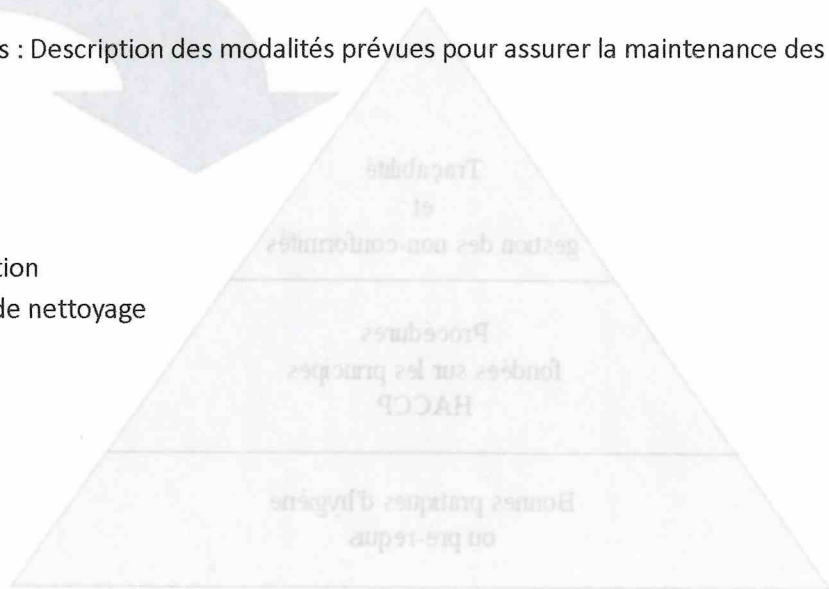 s : Description des modalités prévues pour assurer la maintenance des
Traçabilité
et
gestion des non-conformités
tion
de nettoyage
Procédures
fondées sur les principes
HACCP
Bonnes pratiques d'hygiène
ou pre-requis